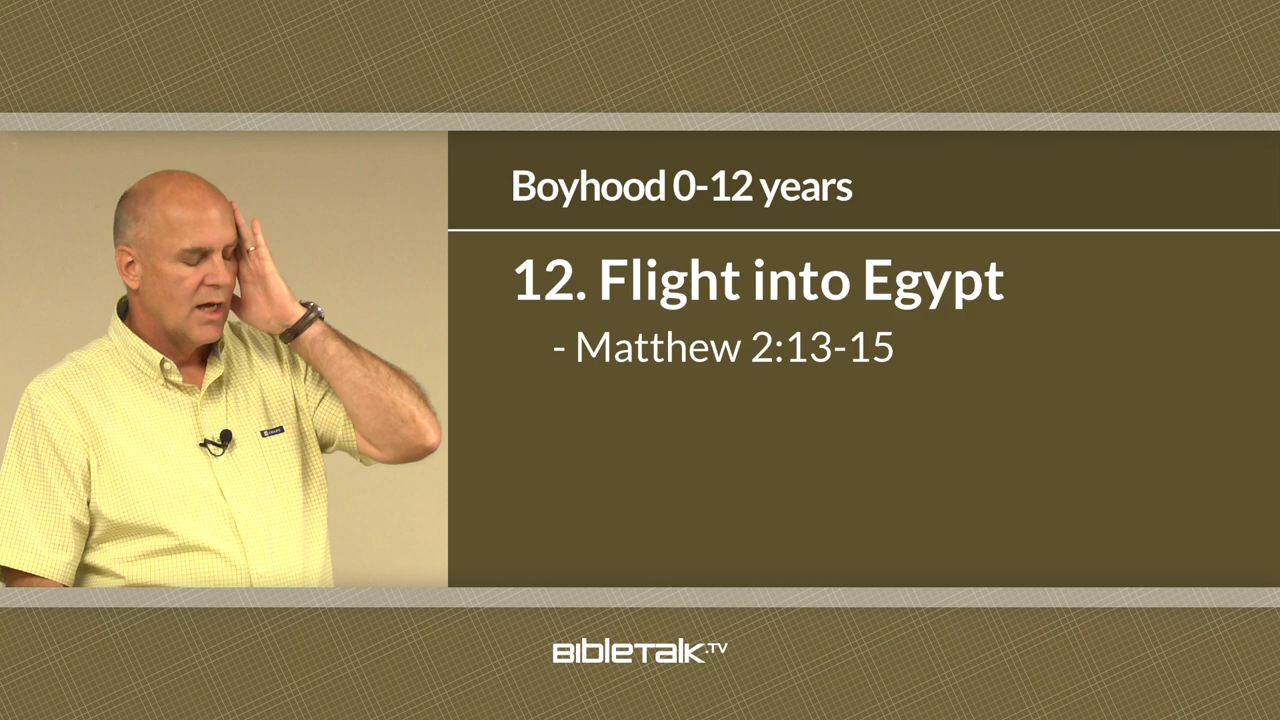 Boyhood 0-12 years
12. Flight into Egypt
- Matthew 2:13-15
BIBLETALK.TV